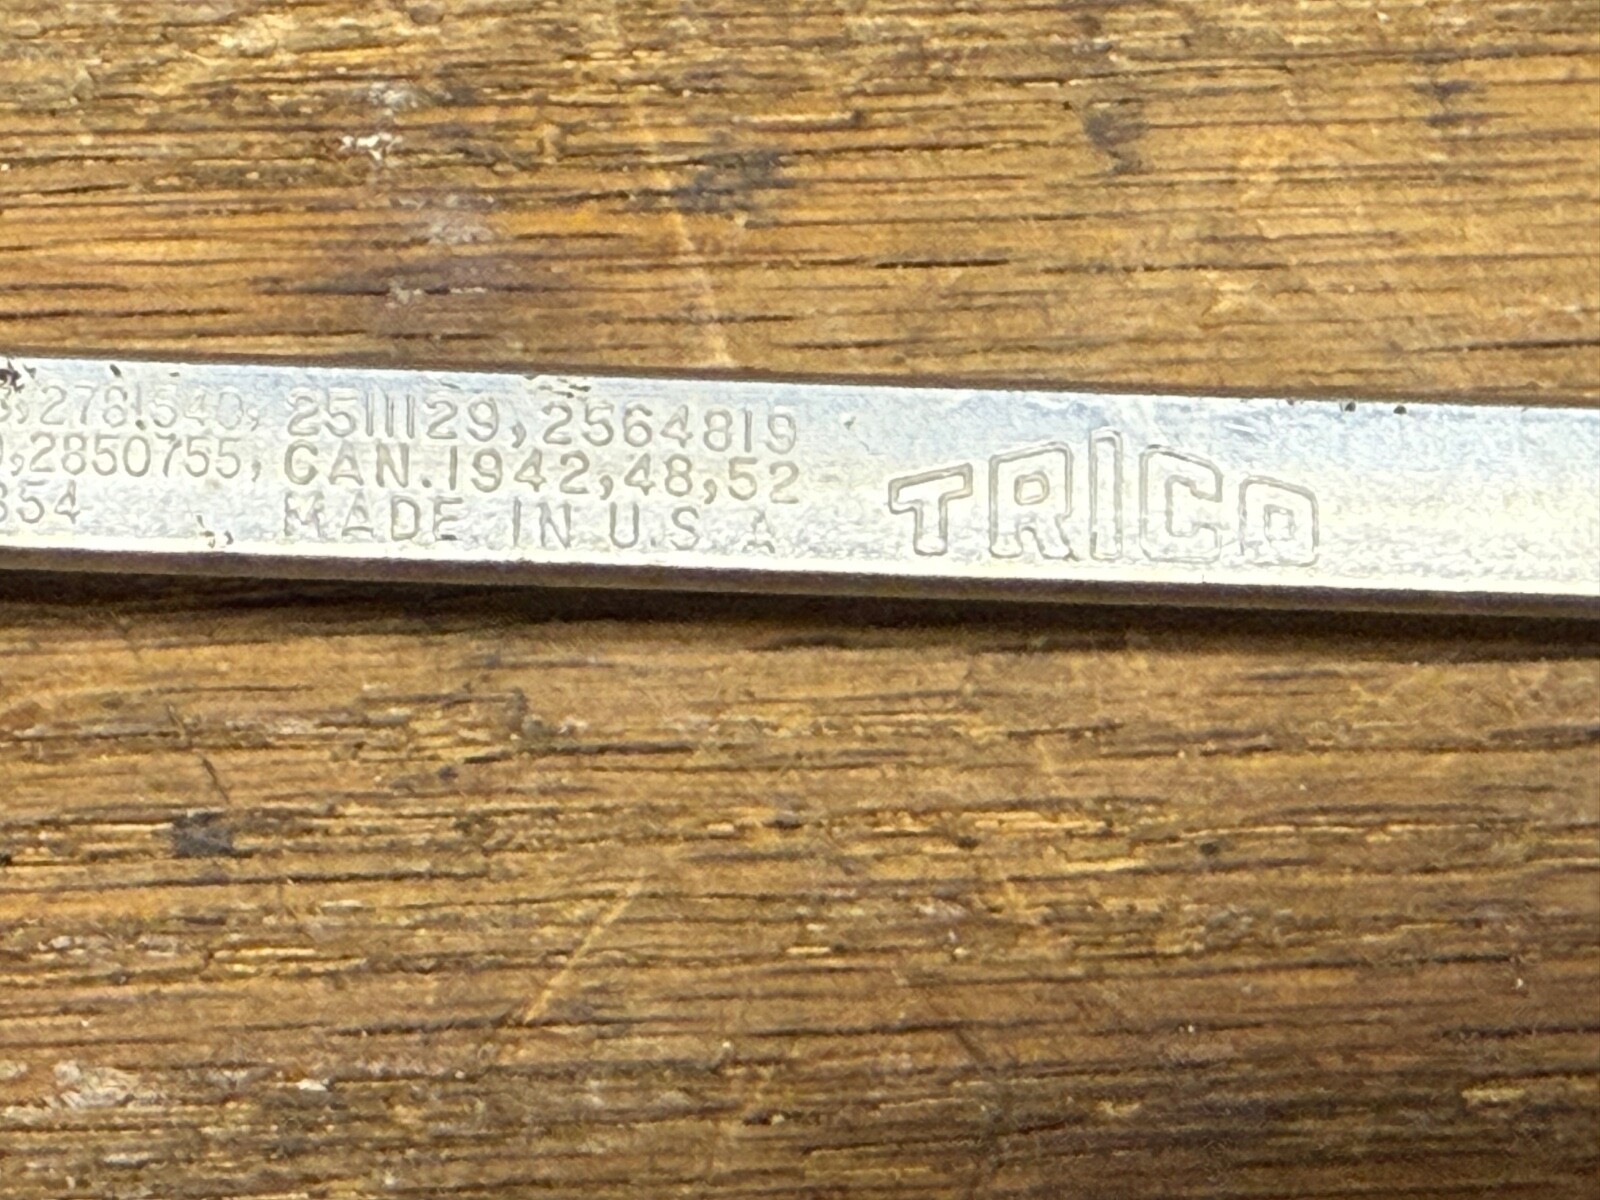 ,2781540, 2511129,2564819
,2850755, CAN.1942,48,52
354 MADE IN U.S.A
TRICO